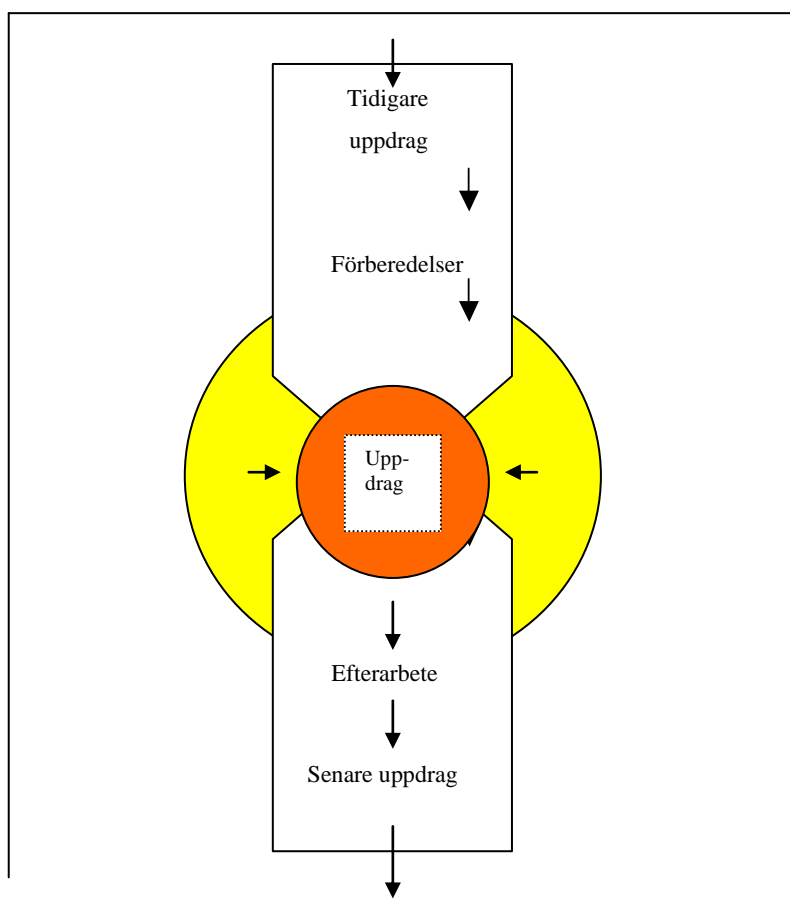 Tidigare
uppdrag
Förberedelser
Upp-
drag
Efterarbete
Senare uppdrag